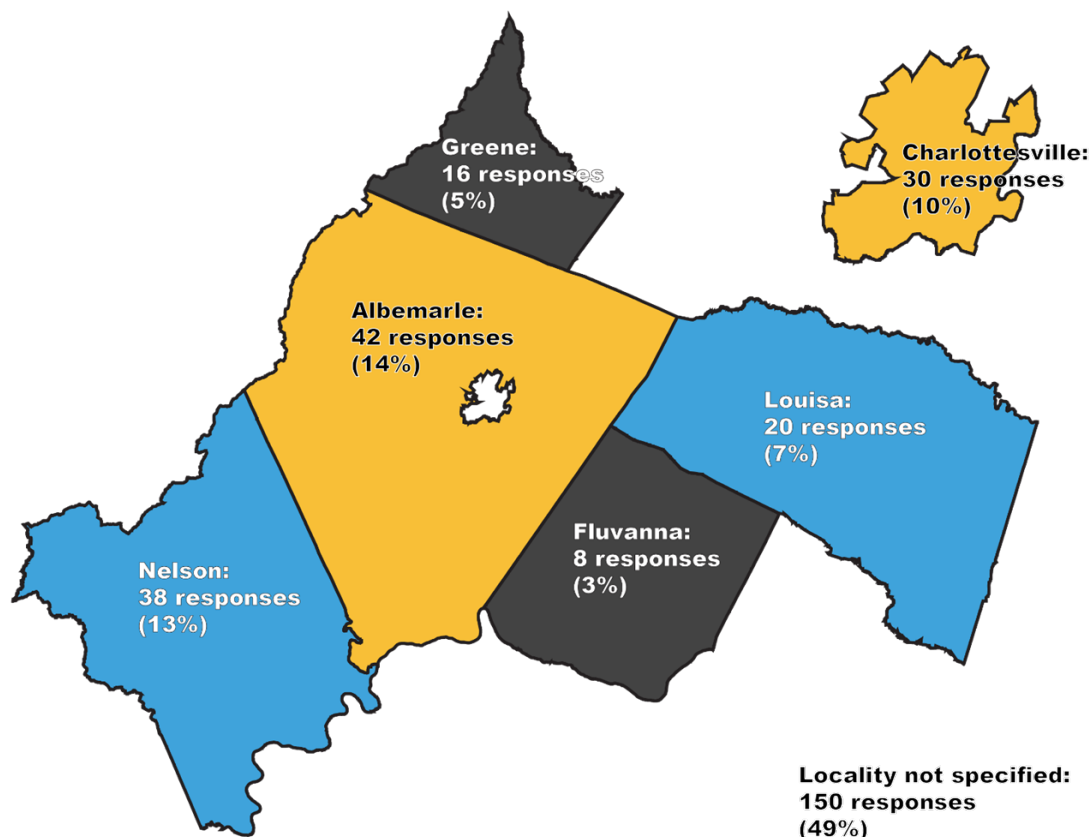 Greene:
16 responses
(5%)
Charlottesville:
30 responses
(10%)
Albemarle:
42 responses
(14%)
Louisa:
20 responses
(7%)
Fluvanna:
8 responses
(3%)
Nelson:
38 responses
(13%)
Locality not specified:
150 responses
(49%)